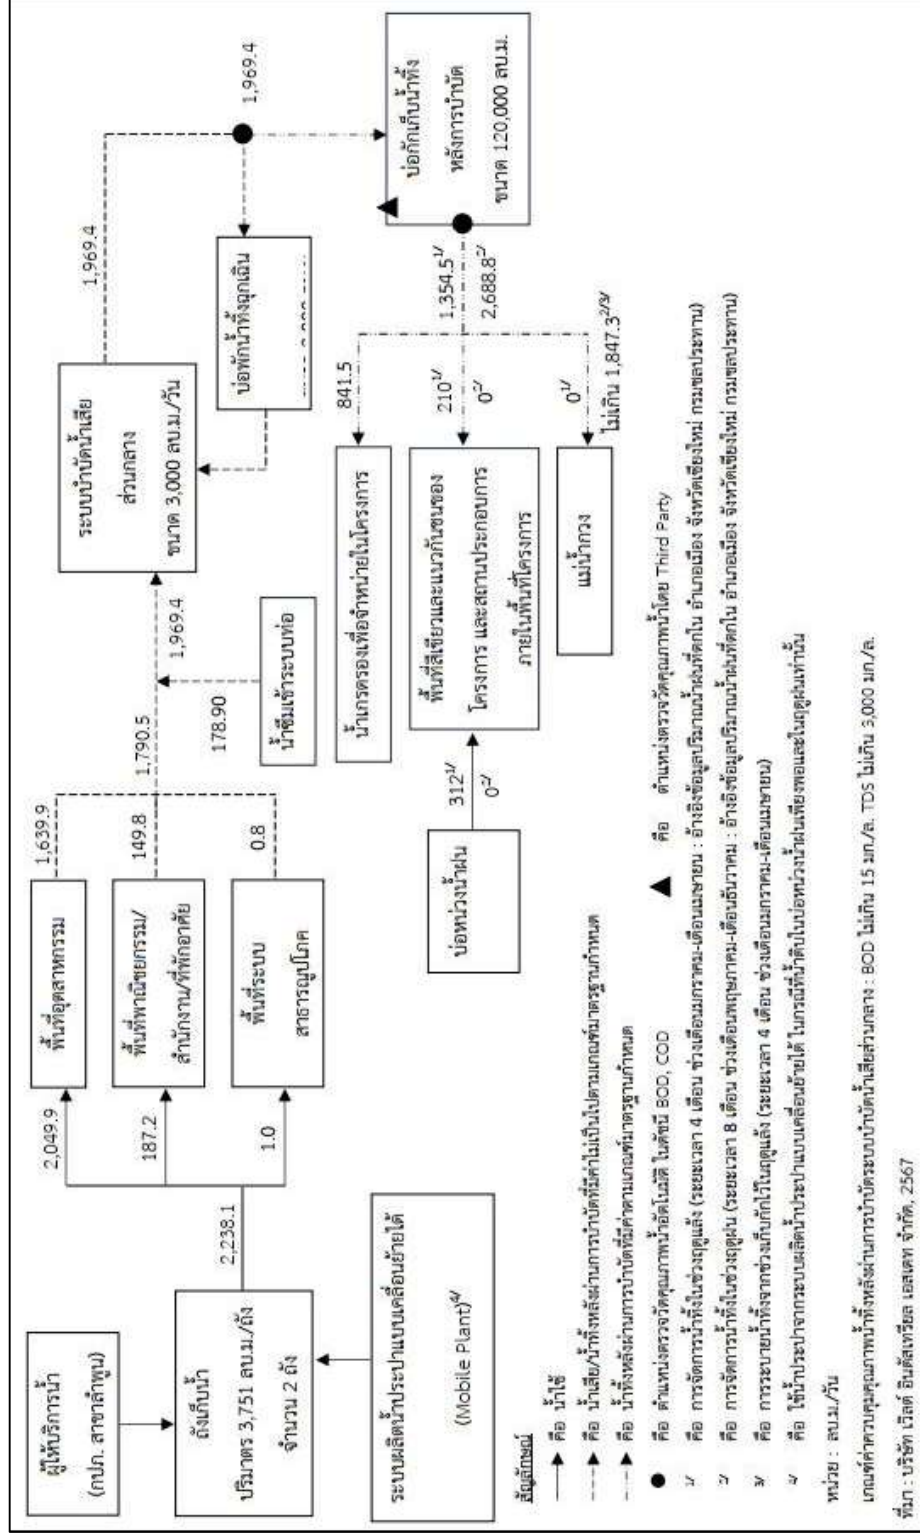 ผู้ให้บริการน้ำ
(กปภ. สาขาลำพูน)
ถังเก็บน้ำ
ปริมาตร 3,751 ลบ.ม./ถัง
จำนวน 2 ถัง
ระบบผลิตน้ำประปาแบบเคลื่อนย้ายได้
(Mobile Plant)4/
2,238.1
2,049.9
187.2
1.0
พื้นที่อุตสาหกรรม
พื้นที่พาณิชยกรรม/
สำนักงาน/ที่พักอาศัย
พื้นที่ระบบ
สาธารณูปโภค
1,639.9
149.8
0.8
1,790.5
178.90
น้ำซึมเข้าระบบท่อ
1,969.4
ระบบบำบัดน้ำเสีย
ส่วนกลาง
ขนาด 3,000 ลบ.ม./วัน
1,969.4
บ่อพักน้ำทิ้งฉุกเฉิน
1,969.4
บ่อกักเก็บน้ำทิ้ง
หลังการบำบัด
ขนาด 120,000 ลบ.ม.
1,354.51/
2,688.82/
841.5
2101/
02/
01/
ไม่เกิน 1,847.32/3/
น้ำเกรดรองเพื่อจำหน่ายในโครงการ
พื้นที่สีเขียวและแนวกันชนของ
โครงการ และสถานประกอบการ
ภายในพื้นที่โครงการ
แม่น้ำกวง
บ่อหน่วงน้ำฝน
3121/
02/
สัญลักษณ์
คือ น้ำใช้
คือ น้ำเสีย/น้ำทิ้งหลังผ่านการบำบัดที่มีค่าไม่เป็นไปตามเกณฑ์มาตรฐานกำหนด
คือ น้ำทิ้งหลังผ่านการบำบัดที่มีค่าตามเกณฑ์มาตรฐานกำหนด
คือ ตำแหน่งตรวจวัดคุณภาพน้ำอัตโนมัติ ในดัชนี BOD, COD
คือ ตำแหน่งตรวจวัดคุณภาพน้ำโดย Third Party
1/ คือ การจัดการน้ำทิ้งในช่วงฤดูแล้ง (ระยะเวลา 4 เดือน ช่วงเดือนมกราคม-เดือนเมษายน : อ้างอิงข้อมูลปริมาณน้ำฝนที่ตกใน อำเภอเมือง จังหวัดเชียงใหม่ กรมชลประทาน)
2/ คือ การจัดการน้ำทิ้งในช่วงฤดูฝน (ระยะเวลา 8 เดือน ช่วงเดือนพฤษภาคม-เดือนธันวาคม : อ้างอิงข้อมูลปริมาณน้ำฝนที่ตกใน อำเภอเมือง จังหวัดเชียงใหม่ กรมชลประทาน)
3/ คือ การระบายน้ำทิ้งจากช่วงเก็บกักไว้ในฤดูแล้ง (ระยะเวลา 4 เดือน ช่วงเดือนมกราคม-เดือนเมษายน)
4/ คือ ใช้น้ำประปาจากระบบผลิตน้ำประปาแบบเคลื่อนย้ายได้ ในกรณีที่น้ำดิบในบ่อหน่วงน้ำฝนเพียงพอและในฤดูฝนเท่านั้น
หน่วย : ลบ.ม./วัน
เกณฑ์ค่าควบคุมคุณภาพน้ำทิ้งหลังผ่านการบำบัดระบบบำบัดน้ำเสียส่วนกลาง : BOD ไม่เกิน 15 มก./ล. TDS ไม่เกิน 3,000 มก./ล.
ที่มา : บริษัท เวิลด์ อินดัสเทรียล เอสเตท จำกัด, 2567